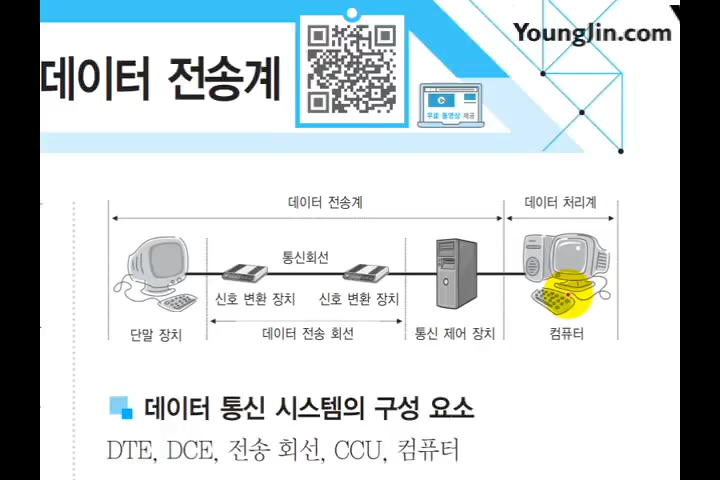 YoungJin.com
데이터 전송계
무료 동영상 제공
데이터 전송계
데이터 처리계
통신회선
신호 변환 장치
신호 변환 장치
데이터 전송 회선
단말 장치
통신 제어 장치
컴퓨터
데이터 통신 시스템의 구성 요소
DTE, DCE, 전송 회선, CCU, 컴퓨터